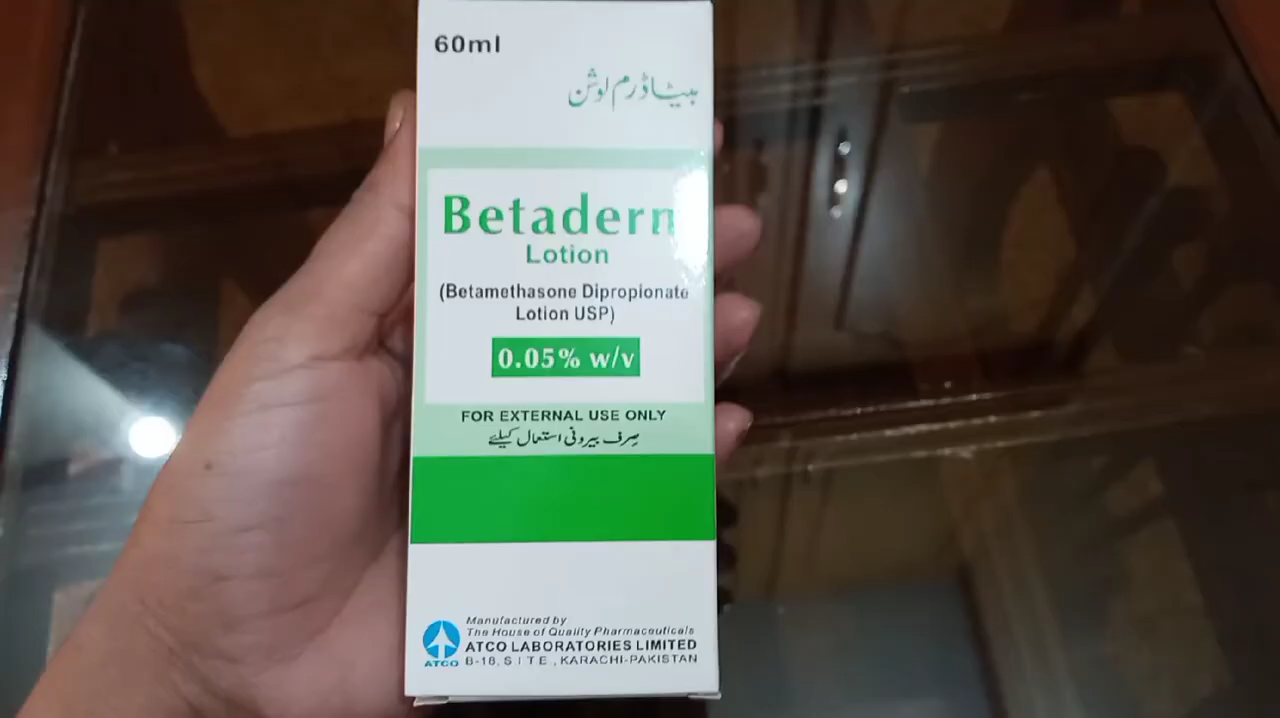 60ml
بیٹاڈرم لوشن
Betaderm
Lotion
(Betamethasone Dipropionate
Lotion USP)
0.05% w/v
FOR EXTERNAL USE ONLY
صرف بیرونی استعمال کیلئے
Manufactured by
The House of Quality Pharmaceuticals
ATCO LABORATORIES LIMITED
ATCO B-18, S I T E., KARACHI-PAKISTAN